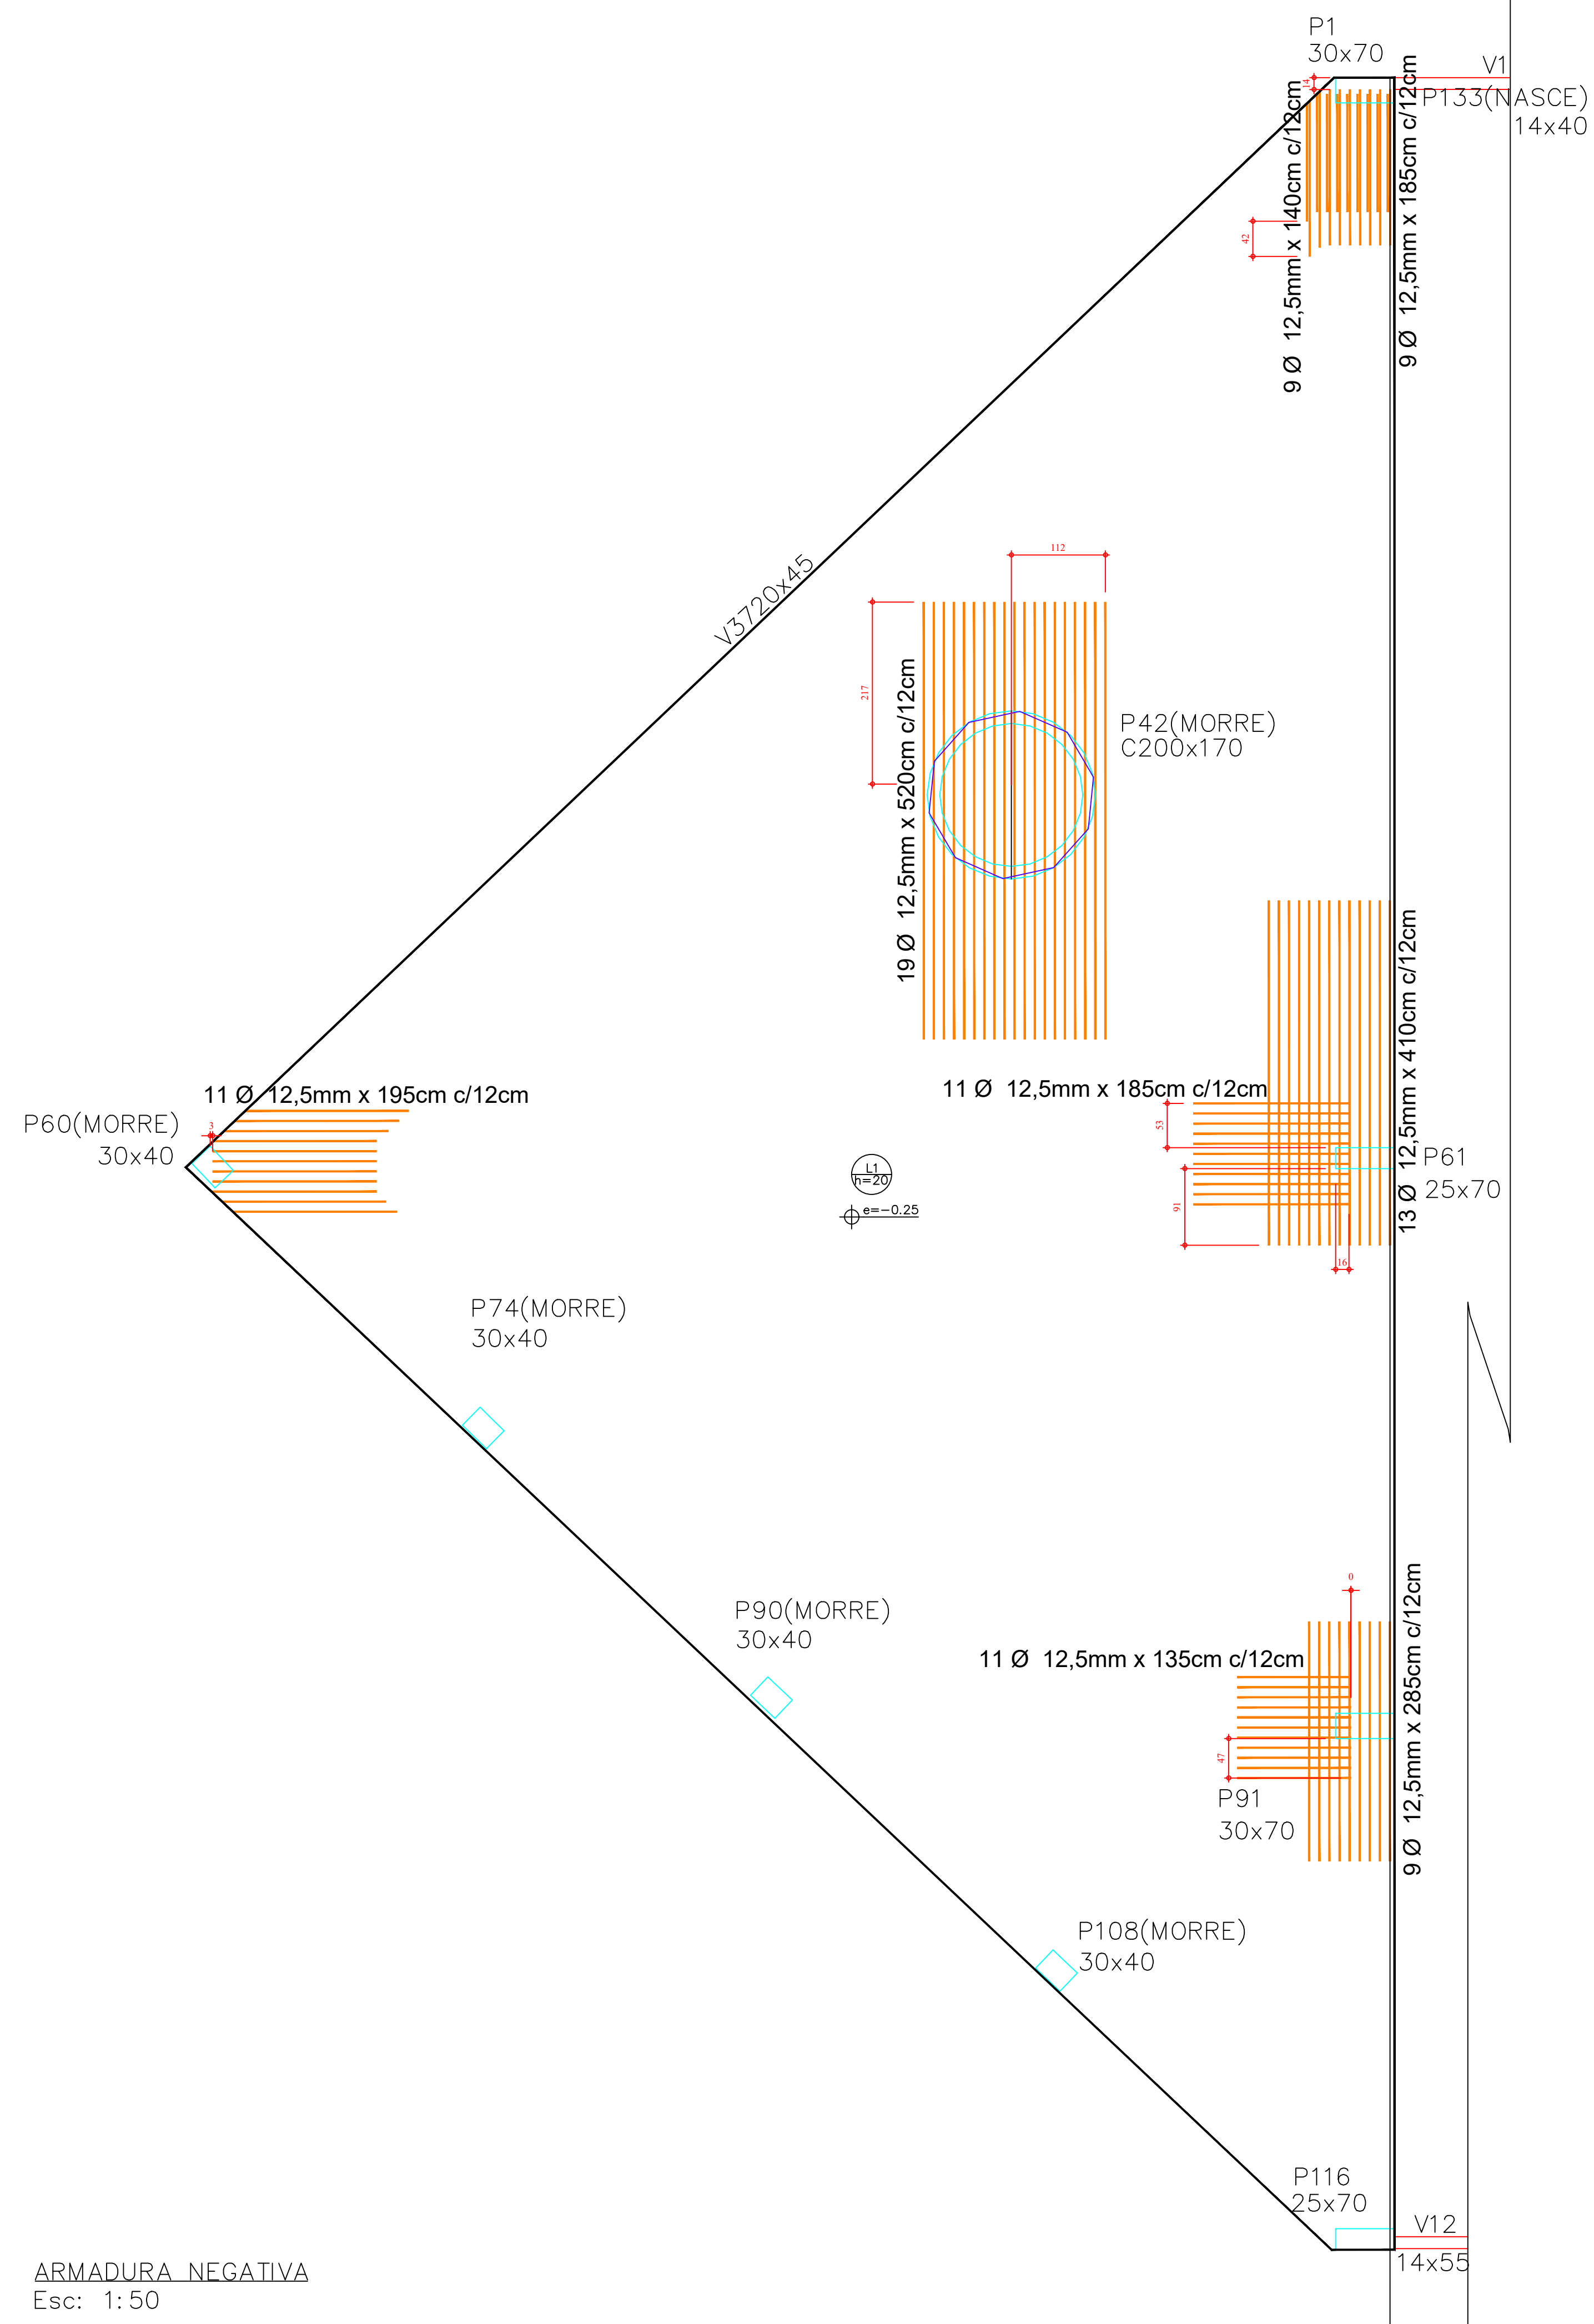 P1
30x70
V1
14
P133(NASCE)
14x40
9 Ø 12,5mm x 140cm c/12cm
9 Ø 12,5mm x 185cm c/12cm
42
V3720x45
112
217
19 Ø 12,5mm x 520cm c/12cm
P42(MORRE)
C200x170
13 Ø 12,5mm x 410cm c/12cm
11 Ø 12,5mm x 195cm c/12cm
11 Ø 12,5mm x 185cm c/12cm
P60(MORRE)
30x40
3
53
L1
h=20
e=-0.25
P61
25x70
91
16
P74(MORRE)
30x40
0
P90(MORRE)
30x40
11 Ø 12,5mm x 135cm c/12cm
9 Ø 12,5mm x 285cm c/12cm
47
P91
30x70
P108(MORRE)
30x40
P116
25x70
V12
14x55
ARMADURA NEGATIVA
Esc: 1:50